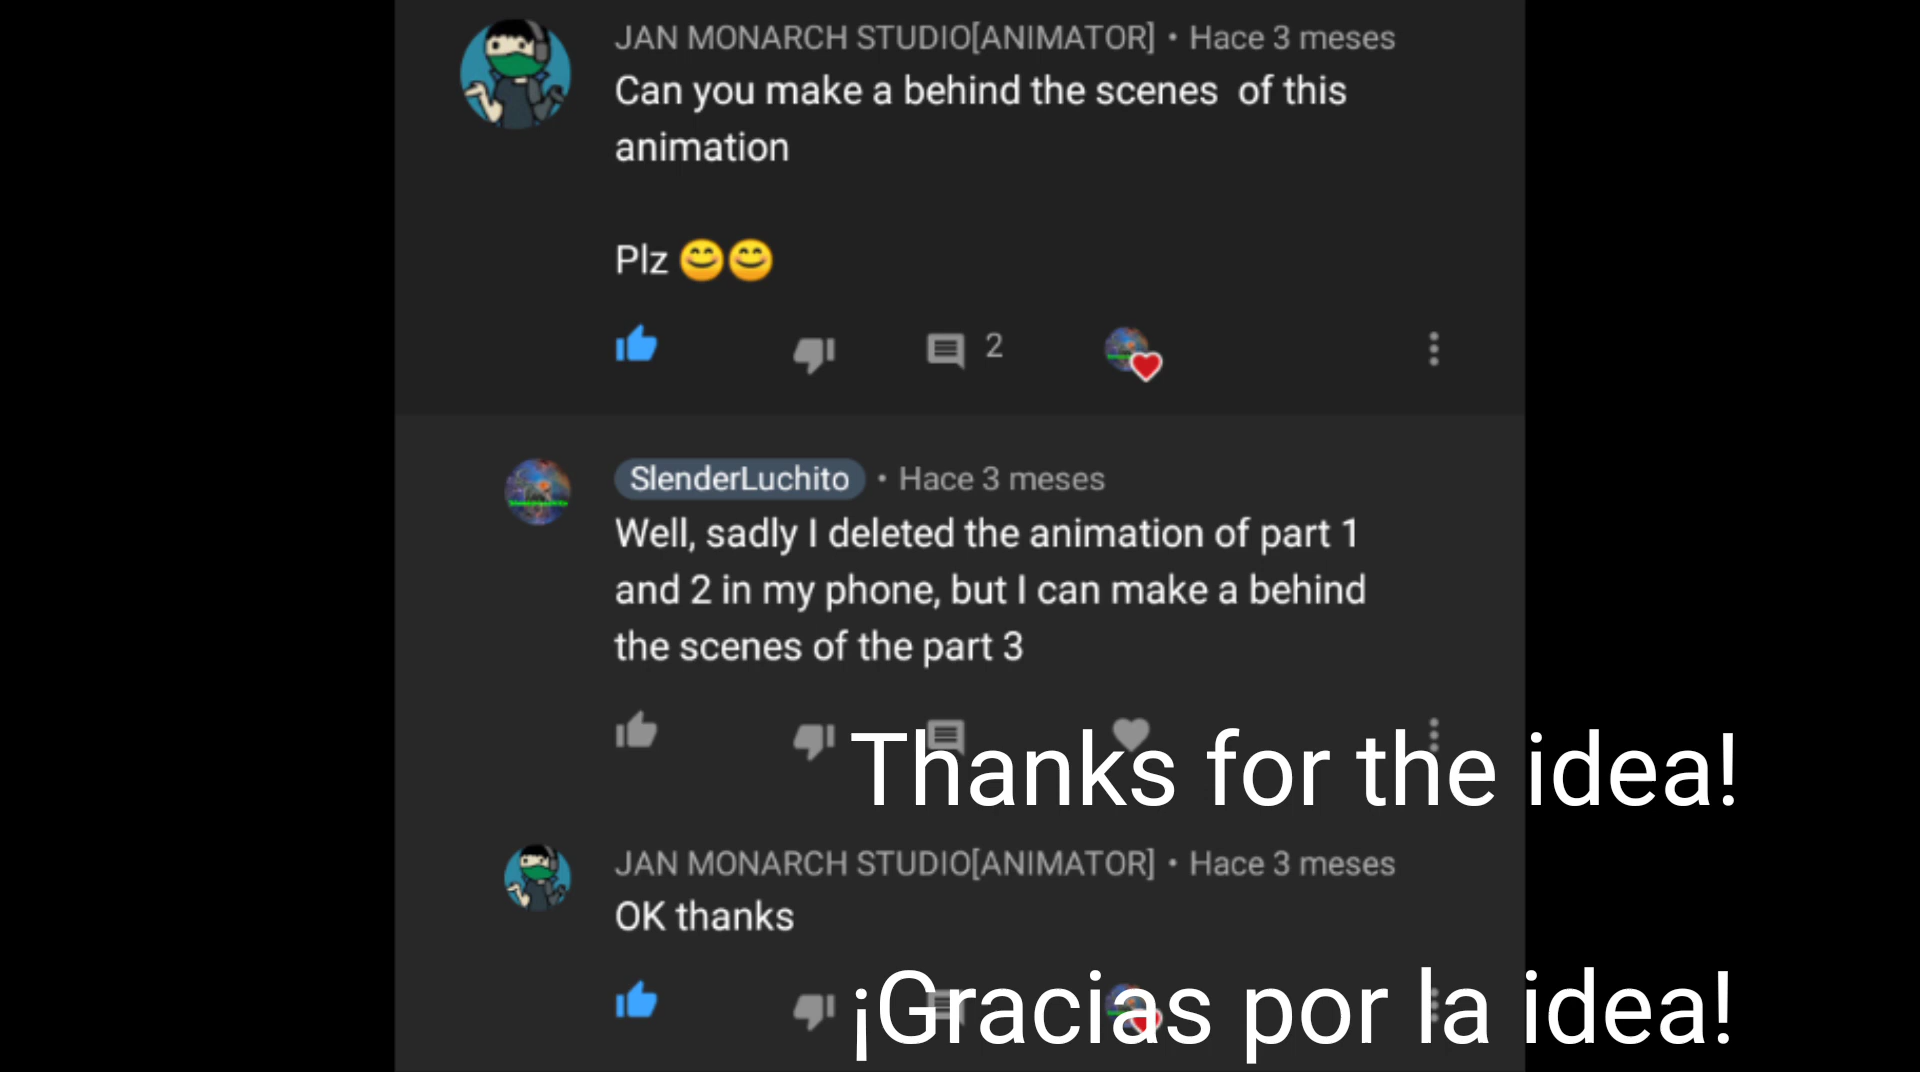 JAN MONARCH STUDIO[ANIMATOR] • Hace 3 meses
Can you make a behind the scenes  of this
animation
Plz 😊😊
2
SlenderLuchito • Hace 3 meses
Well, sadly I deleted the animation of part 1
and 2 in my phone, but I can make a behind
the scenes of the part 3
Thanks for the idea!
JAN MONARCH STUDIO[ANIMATOR] • Hace 3 meses
OK thanks
¡Gracias por la idea!